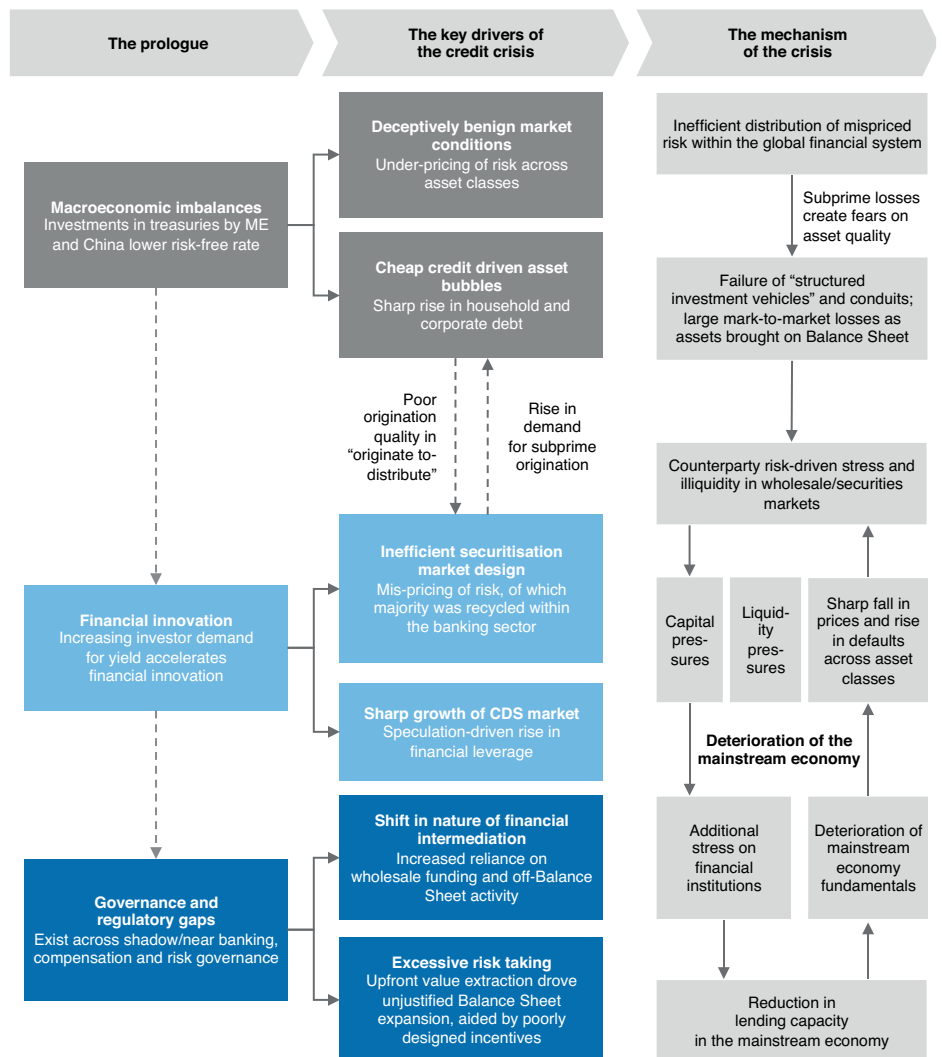 The prologue
The key drivers of
the credit crisis
The mechanism
of the crisis
Macroeconomic imbalances
Investments in treasuries by ME
and China lower risk-free rate
Financial innovation
Increasing investor demand
for yield accelerates
financial innovation
Governance and
regulatory gaps
Exist across shadow/near banking,
compensation and risk governance
Deceptively benign market
conditions
Under-pricing of risk across
asset classes
Cheap credit driven asset
bubbles
Sharp rise in household and
corporate debt
Poor
origination
quality in
“originate to-
distribute”
Rise in
demand
for subprime
origination
Inefficient securitisation
market design
Mis-pricing of risk, of which
majority was recycled within
the banking sector
Sharp growth of CDS market
Speculation-driven rise in
financial leverage
Shift in nature of financial
intermediation
Increased reliance on
wholesale funding and off-Balance
Sheet activity
Excessive risk taking
Upfront value extraction drove
unjustified Balance Sheet
expansion, aided by poorly
designed incentives
Inefficient distribution of mispriced
risk within the global financial system
Subprime losses
create fears on
asset quality
Failure of “structured
investment vehicles” and conduits;
large mark-to-market losses as
assets brought on Balance Sheet
Counterparty risk-driven stress and
illiquidity in wholesale/securities
markets
Capital
pres-
sures
Liquid-
ity
pres-
sures
Sharp fall in
prices and rise
in defaults
across asset
classes
Deterioration of the
mainstream economy
Additional
stress on
financial
institutions
Deterioration of
mainstream
economy
fundamentals
Reduction in
lending capacity
in the mainstream economy